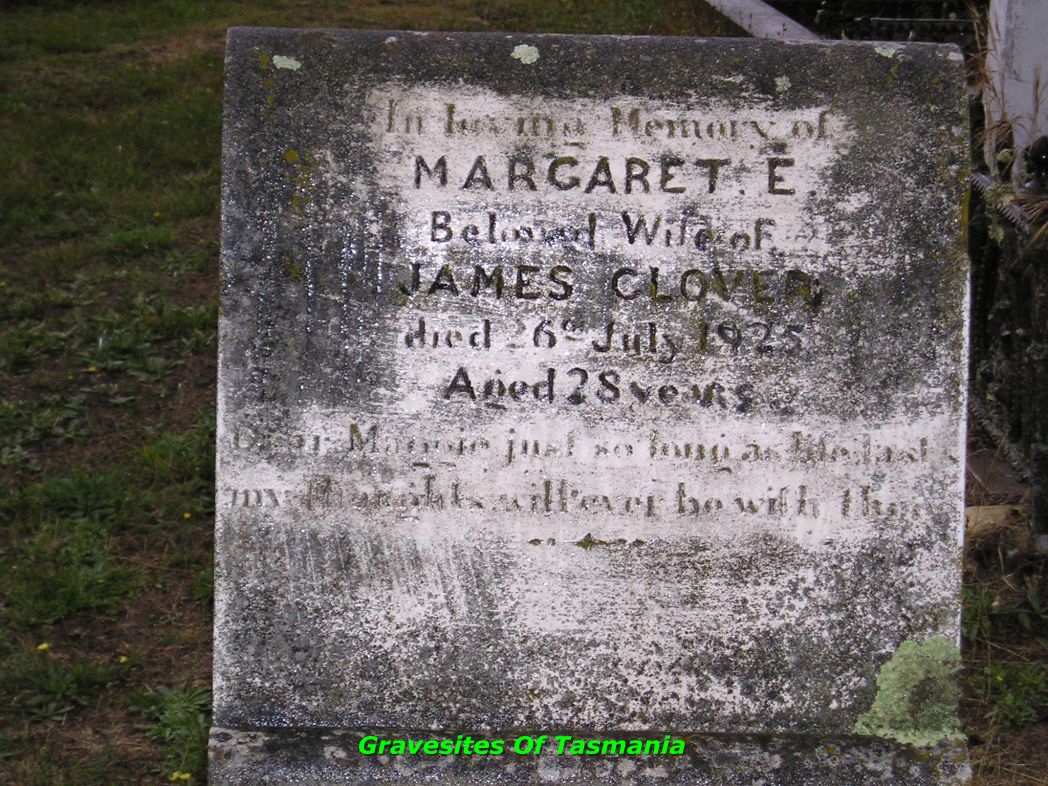 In loving Memory of
MARGARET. E.
Beloved Wife of
JAMES CLOVER
died 26th July 1925
Aged 28 years
Dear Maggie just so long as life lasts
my thoughts will ever be with thee
Gravesites Of Tasmania